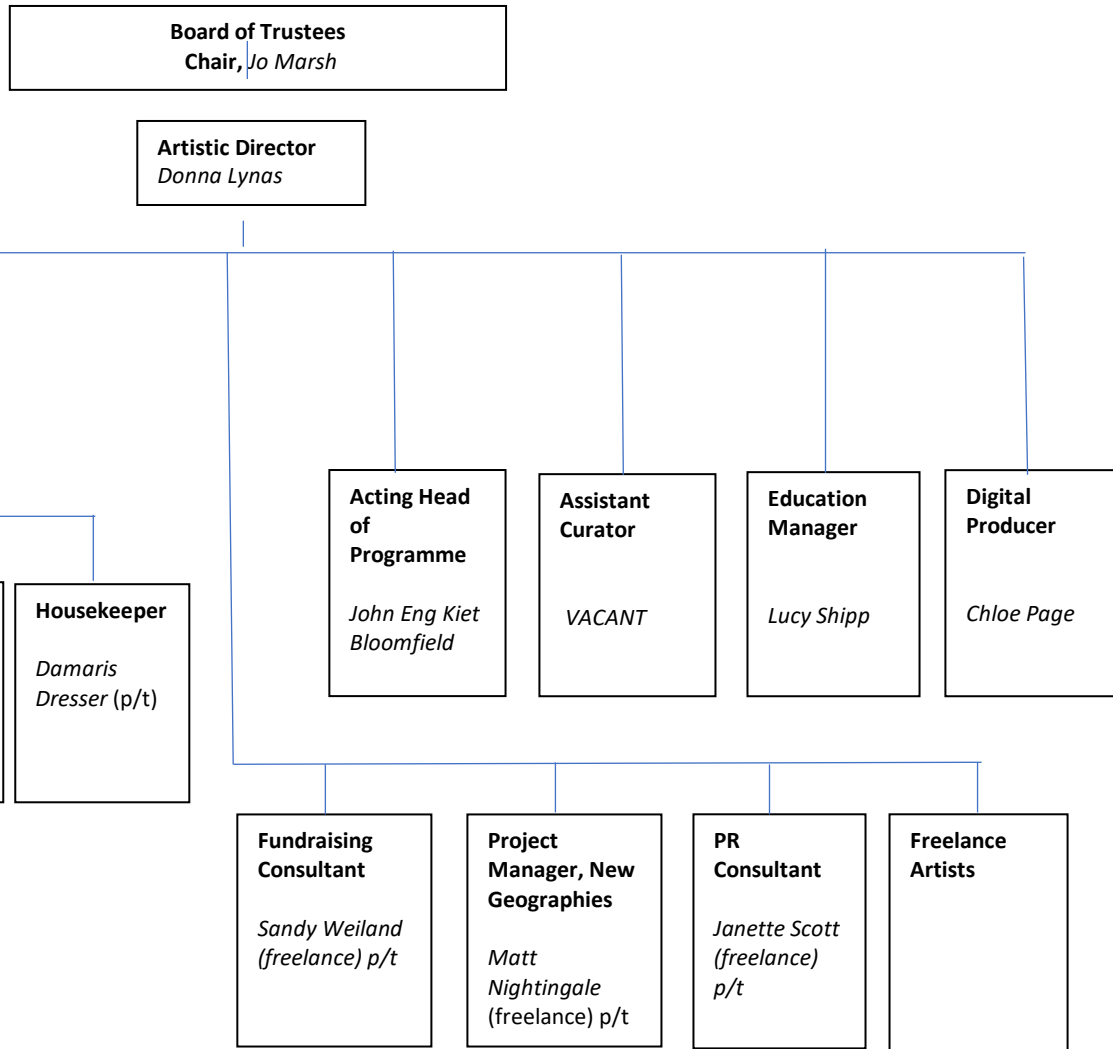 Board of Trustees
Chair, Jo Marsh
Artistic Director
Donna Lynas
Acting Head
of
Programme
John Eng Kiet
Bloomfield
Assistant
Curator
VACANT
Education
Manager
Lucy Shipp
Digital
Producer
Chloe Page
Housekeeper
Damaris
Dresser (p/t)
Fundraising
Consultant
Sandy Weiland
(freelance) p/t
Project
Manager, New
Geographies
Matt
Nightingale
(freelance) p/t
PR
Consultant
Janette Scott
(freelance)
p/t
Freelance
Artists